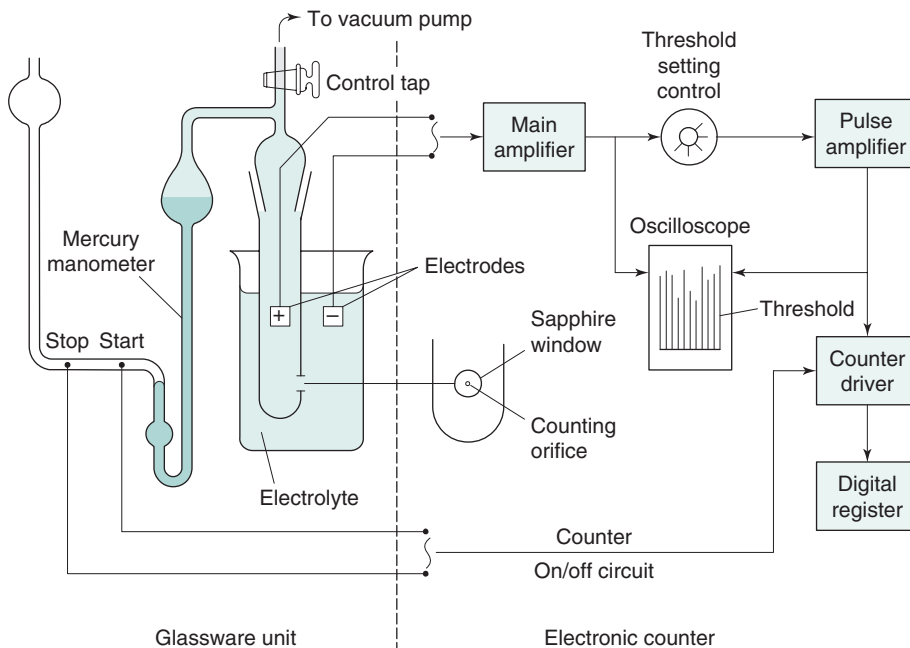 To vacuum pump
Control tap
Threshold
setting
control
Main
amplifier
Pulse
amplifier
Mercury
manometer
Electrodes
Oscilloscope
Threshold
+
−
Stop
Start
Sapphire
window
Counting
orifice
Counter
driver
Electrolyte
Digital
register
Counter
On/off circuit
Glassware unit
Electronic counter